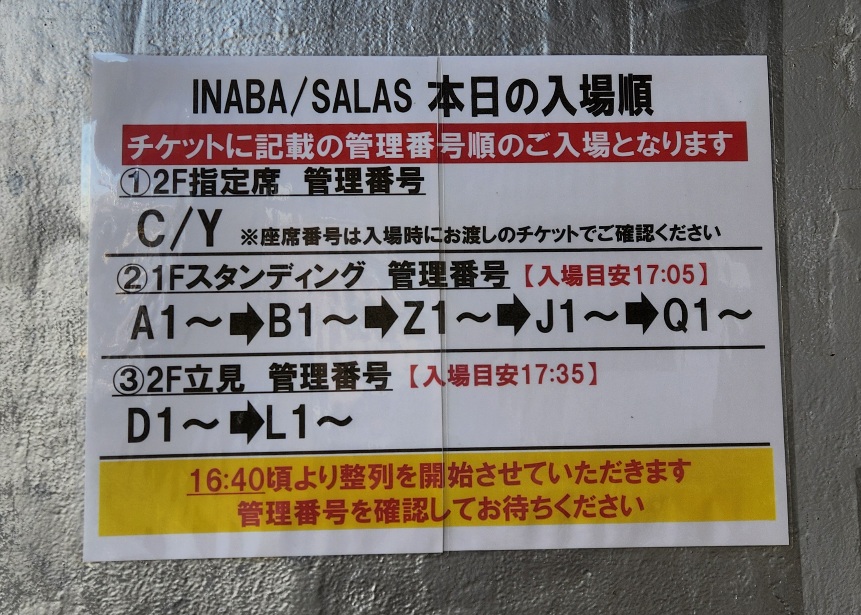 INABA/SALAS 本日の入場順
チケットに記載の管理番号順のご入場となります
①2F指定席 管理番号
C/Y ※座席番号は入場時にお渡しのチケットでご確認ください
②1Fスタンディング 管理番号【入場目安17:05】
A1～➡B1～➡Z1～➡J1～➡Q1～
③2F立見 管理番号【入場目安17:35】
D1～➡L1～
16:40頃より整列を開始させていただきます
管理番号を確認してお待ちください